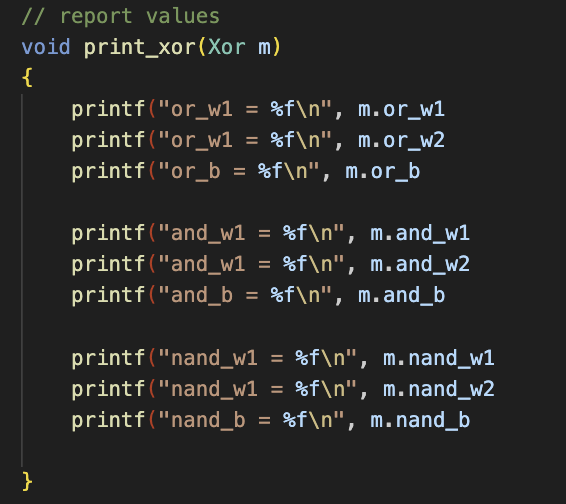 // report values
void print_xor(Xor m)
{
    printf("or_w1 = %f\n", m.or_w1
    printf("or_w1 = %f\n", m.or_w2
    printf("or_b = %f\n", m.or_b

    printf("and_w1 = %f\n", m.and_w1
    printf("and_w1 = %f\n", m.and_w2
    printf("and_b = %f\n", m.and_b

    printf("nand_w1 = %f\n", m.nand_w1
    printf("nand_w1 = %f\n", m.nand_w2
    printf("nand_b = %f\n", m.nand_b

}